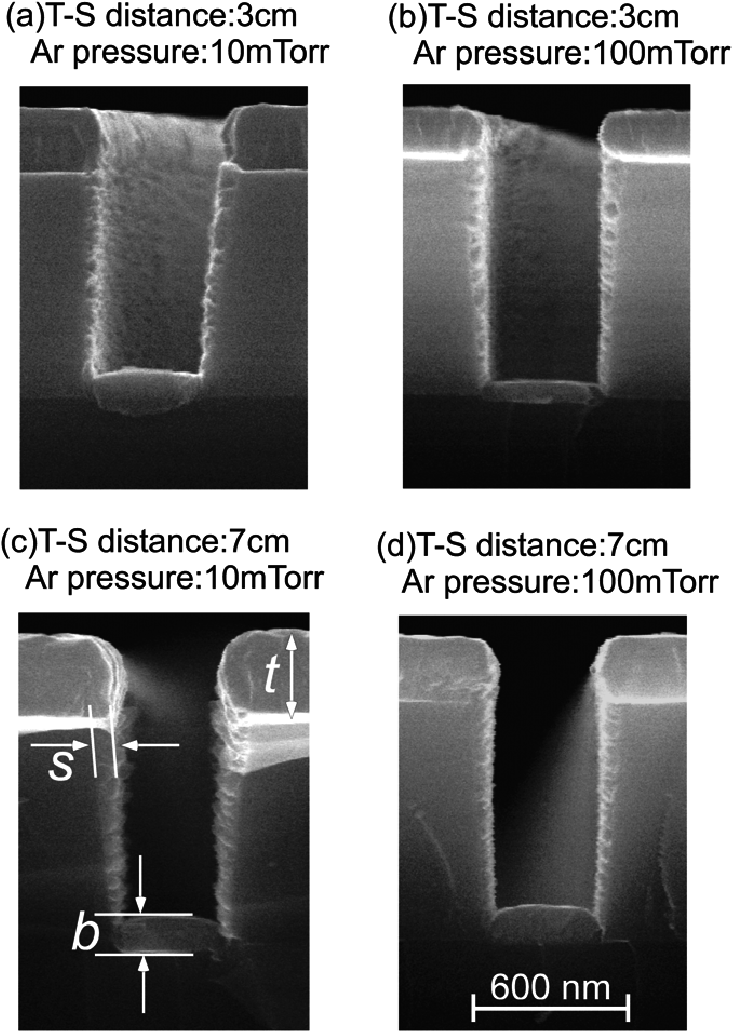 (a)T-S distance:3cm
Ar pressure:10mTorr
(b)T-S distance:3cm
Ar pressure:100mTorr
(c)T-S distance:7cm
Ar pressure:10mTorr
t
s
b
(d)T-S distance:7cm
Ar pressure:100mTorr
600 nm